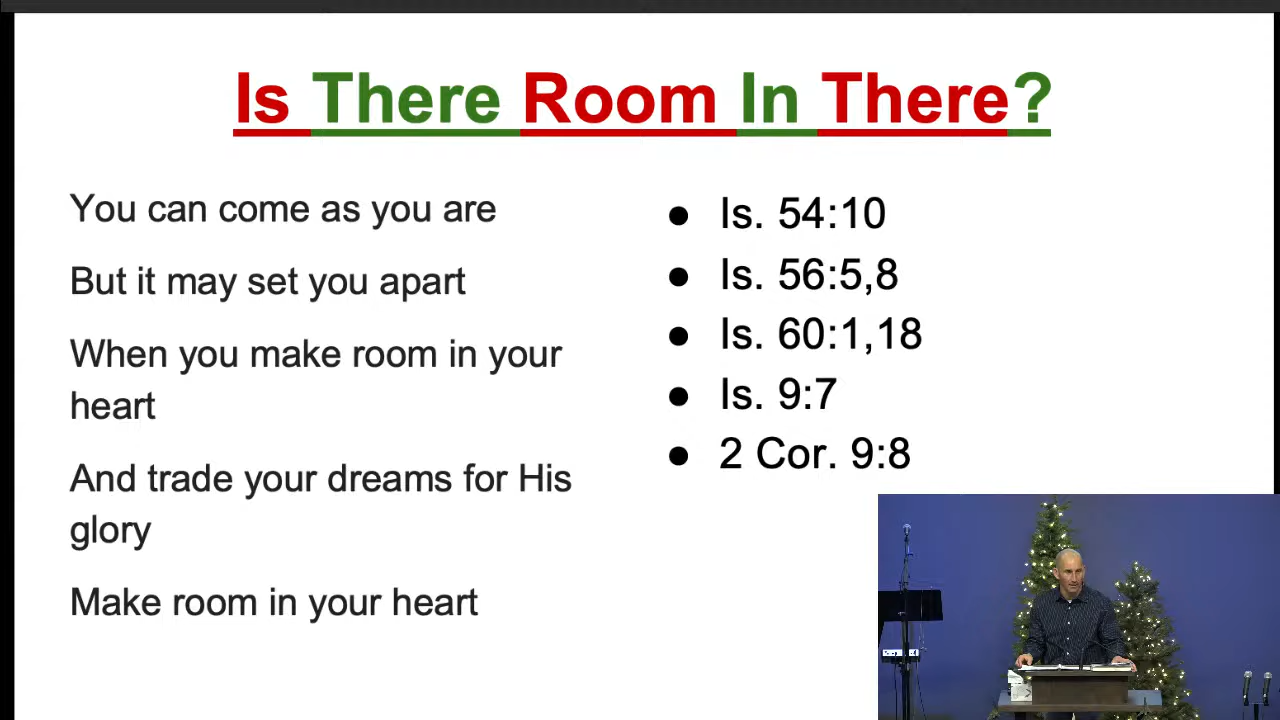 Is There Room In There?
You can come as you are
But it may set you apart
When you make room in your
heart
And trade your dreams for His
glory
Make room in your heart
● Is. 54:10
● Is. 56:5,8
● Is. 60:1,18
● Is. 9:7
● 2 Cor. 9:8